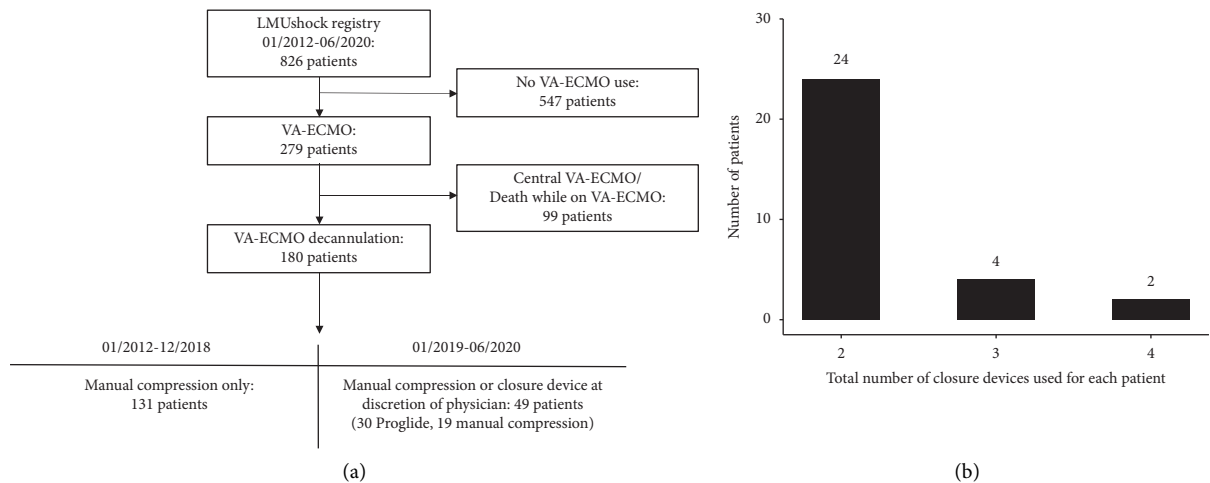 LMUshock registry
01/2012-06/2020:
826 patients
No VA-ECMO use:
547 patients
VA-ECMO:
279 patients
Central VA-ECMO/
Death while on VA-ECMO:
99 patients
VA-ECMO decannulation:
180 patients
01/2012-12/2018
01/2019-06/2020
Manual compression only:
131 patients
Manual compression or closure device at
discretion of physician: 49 patients
(30 Proglide, 19 manual compression)
(a)
30
20
10
0
Number of patients
24
4
2
2
3
4
Total number of closure devices used for each patient
(b)